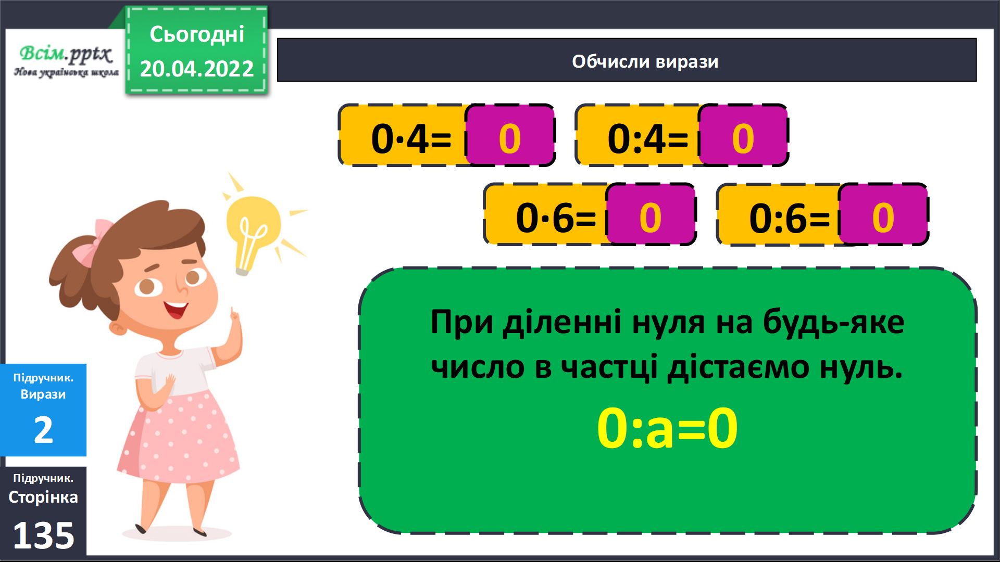 Всім.pptx
Нова українська школа
Сьогодні
20.04.2022
Обчисли вирази
0·4= 0
0:4= 0
0·6= 0
0:6= 0
При діленні нуля на будь-яке
число в частці дістаємо нуль.
0:а=0
Підручник.
Вирази
2
Підручник.
Сторінка
135